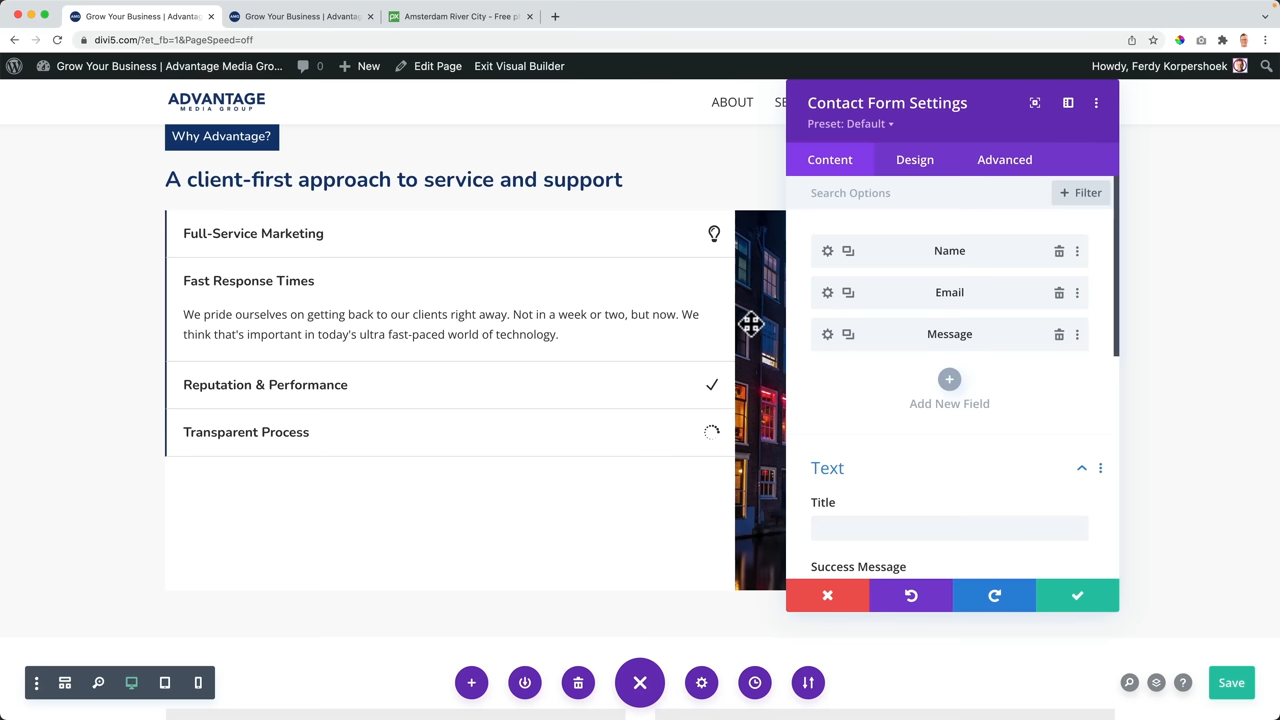 Grow Your Business | Advantag
Grow Your Business | Advantag
Amsterdam River City - Free pl
divi5.com/?et_fb=1&PageSpeed=off
Grow Your Business | Advantage Media Gro...
0
New
Edit Page
Exit Visual Builder
Howdy, Ferdy Korpershoek
ADVANTAGE
MEDIA GROUP
ABOUT
SE
Why Advantage?
A client-first approach to service and support
Full-Service Marketing
Fast Response Times
We pride ourselves on getting back to our clients right away. Not in a week or two, but now. We
think that's important in today's ultra fast-paced world of technology.
Reputation & Performance
Transparent Process
Contact Form Settings
Preset: Default
Content
Design
Advanced
Search Options
Filter
Name
Email
Message
Add New Field
Text
Title
Success Message
Save